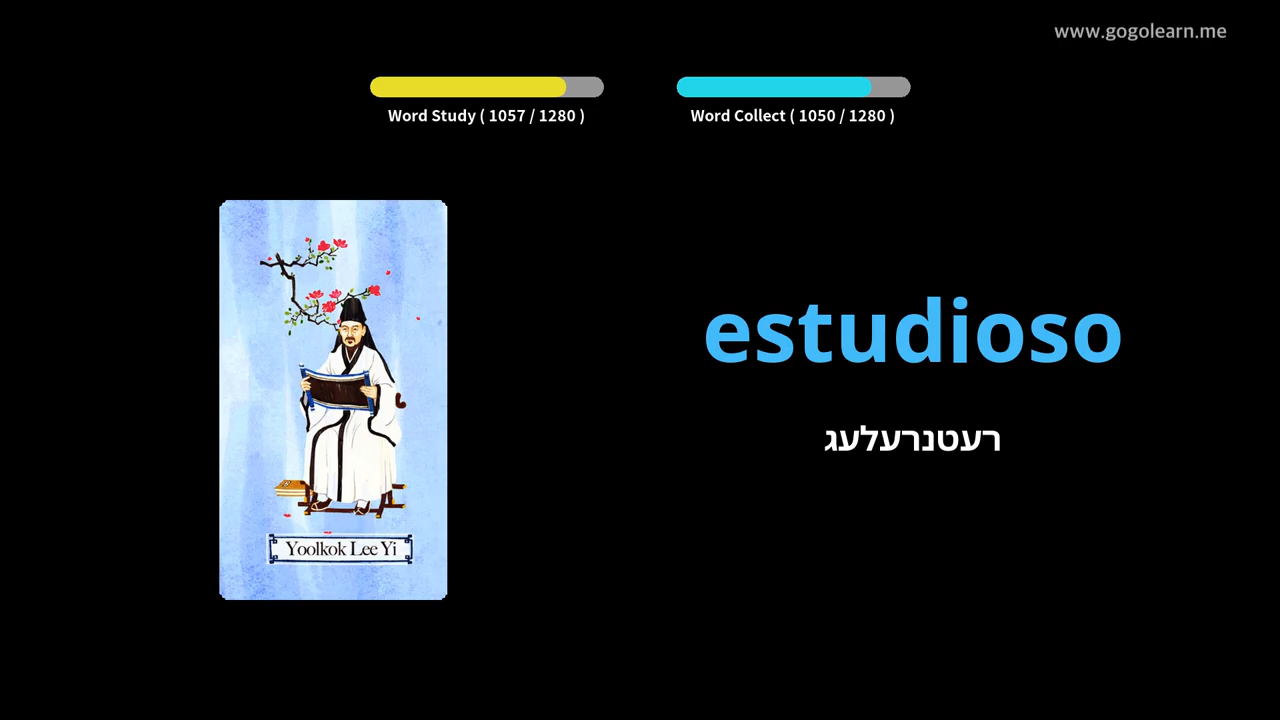 www.gogolearn.me
Word Study ( 1057 / 1280 )
Word Collect ( 1050 / 1280 )
estudioso
רעטנרעלעג
Yoolkok Lee Yi